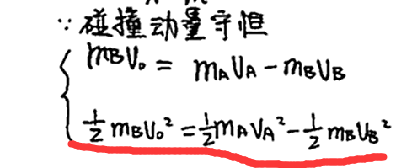 ∵碰撞动量守恒
mBV₀ = mAVA - mBVB
½mBV₀² = ½mAVA² - ½mBVB²